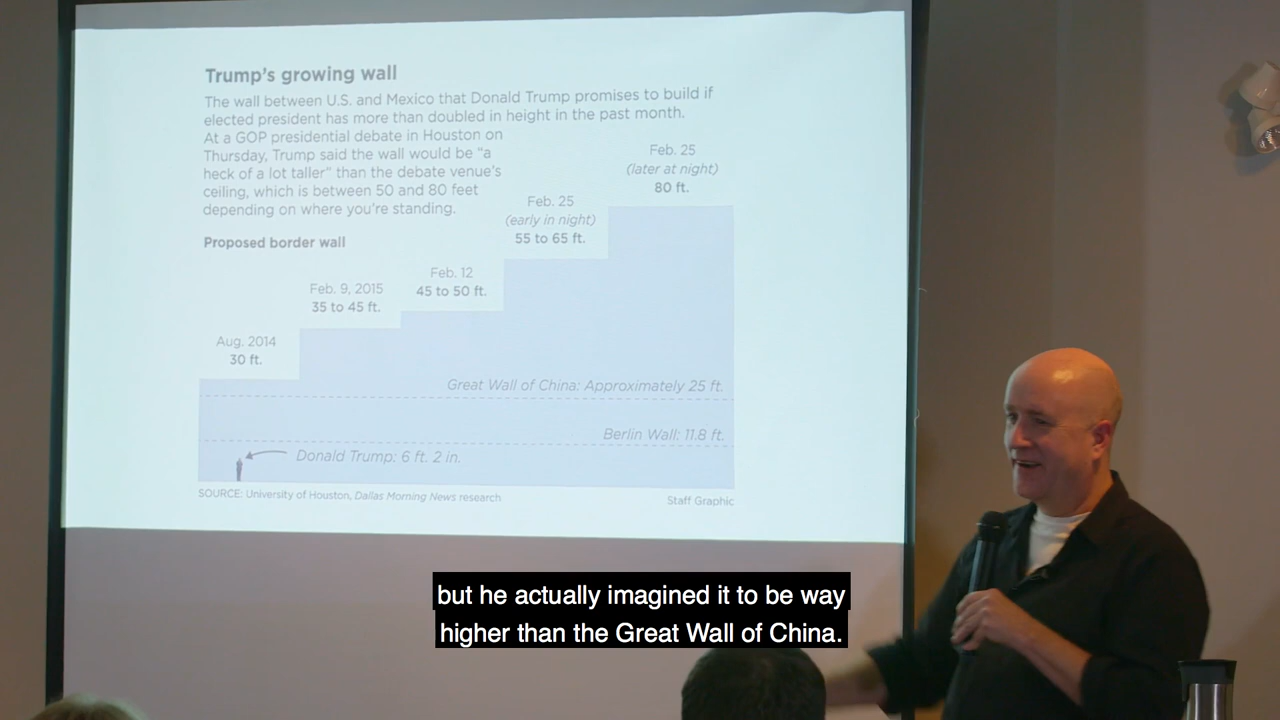 Trump's growing wall
The wall between U.S. and Mexico that Donald Trump promises to build if
elected president has more than doubled in height in the past month.
At a GOP presidential debate in Houston on
Thursday, Trump said the wall would be “a
heck of a lot taller” than the debate venue's
ceiling, which is between 50 and 80 feet
depending on where you're standing.
Proposed border wall
Aug. 2014
30 ft.
Feb. 9, 2015
35 to 45 ft.
Feb. 12
45 to 50 ft.
Feb. 25
(early in night)
55 to 65 ft.
Feb. 25
(later at night)
80 ft.
Great Wall of China: Approximately 25 ft.
Berlin Wall: 11.8 ft.
Donald Trump: 6 ft. 2 in.
SOURCE: University of Houston, Dallas Morning News research
Staff Graphic
but he actually imagined it to be way
higher than the Great Wall of China.